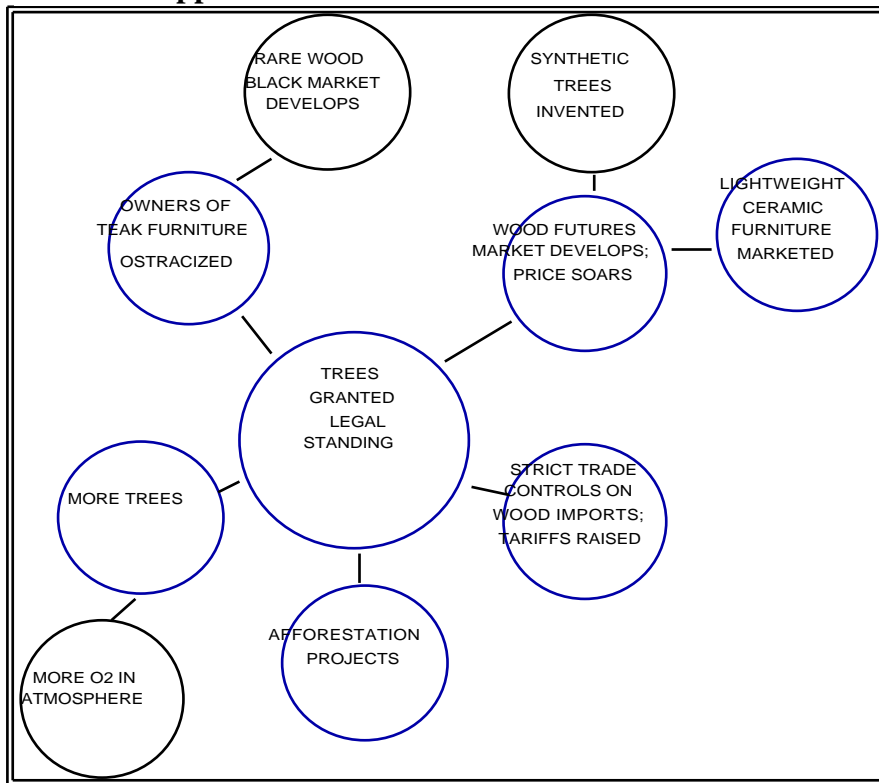 RARE WOOD
BLACK MARKET
DEVELOPS
SYNTHETIC
TREES
INVENTED
OWNERS OF
TEAK FURNITURE
OSTRACIZED
WOOD FUTURES
MARKET DEVELOPS;
PRICE SOARS
LIGHTWEIGHT
CERAMIC
FURNITURE
MARKETED
TREES
GRANTED
LEGAL
STANDING
MORE TREES
STRICT TRADE
CONTROLS ON
WOOD IMPORTS;
TARIFFS RAISED
AFFORESTATION
PROJECTS
MORE O2 IN
ATMOSPHERE